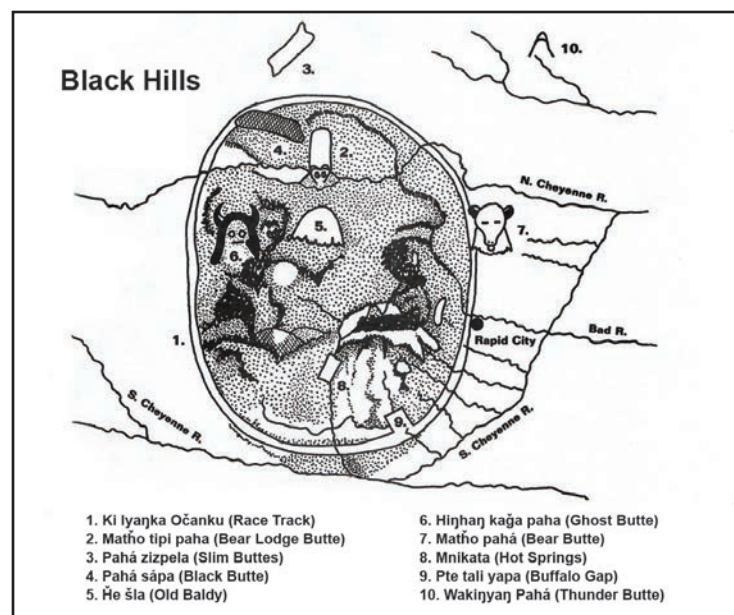 Black Hills
3.
10.
4.
2.
N. Cheyenne R.
5.
6.
7.
1.
Rapid City
Bad R.
8.
S. Cheyenne R.
9.
S. Cheyenne R.
1. Ki Iyaŋka Očanku (Race Track)
2. Matȟo tipi paha (Bear Lodge Butte)
3. Pahá zizpela (Slim Buttes)
4. Pahá sápa (Black Butte)
5. Ȟe šla (Old Baldy)
6. Hiŋhaŋ kaǧa paha (Ghost Butte)
7. Matȟo pahá (Bear Butte)
8. Mnikata (Hot Springs)
9. Pte tali yapa (Buffalo Gap)
10. Wakiŋyaŋ Pahá (Thunder Butte)